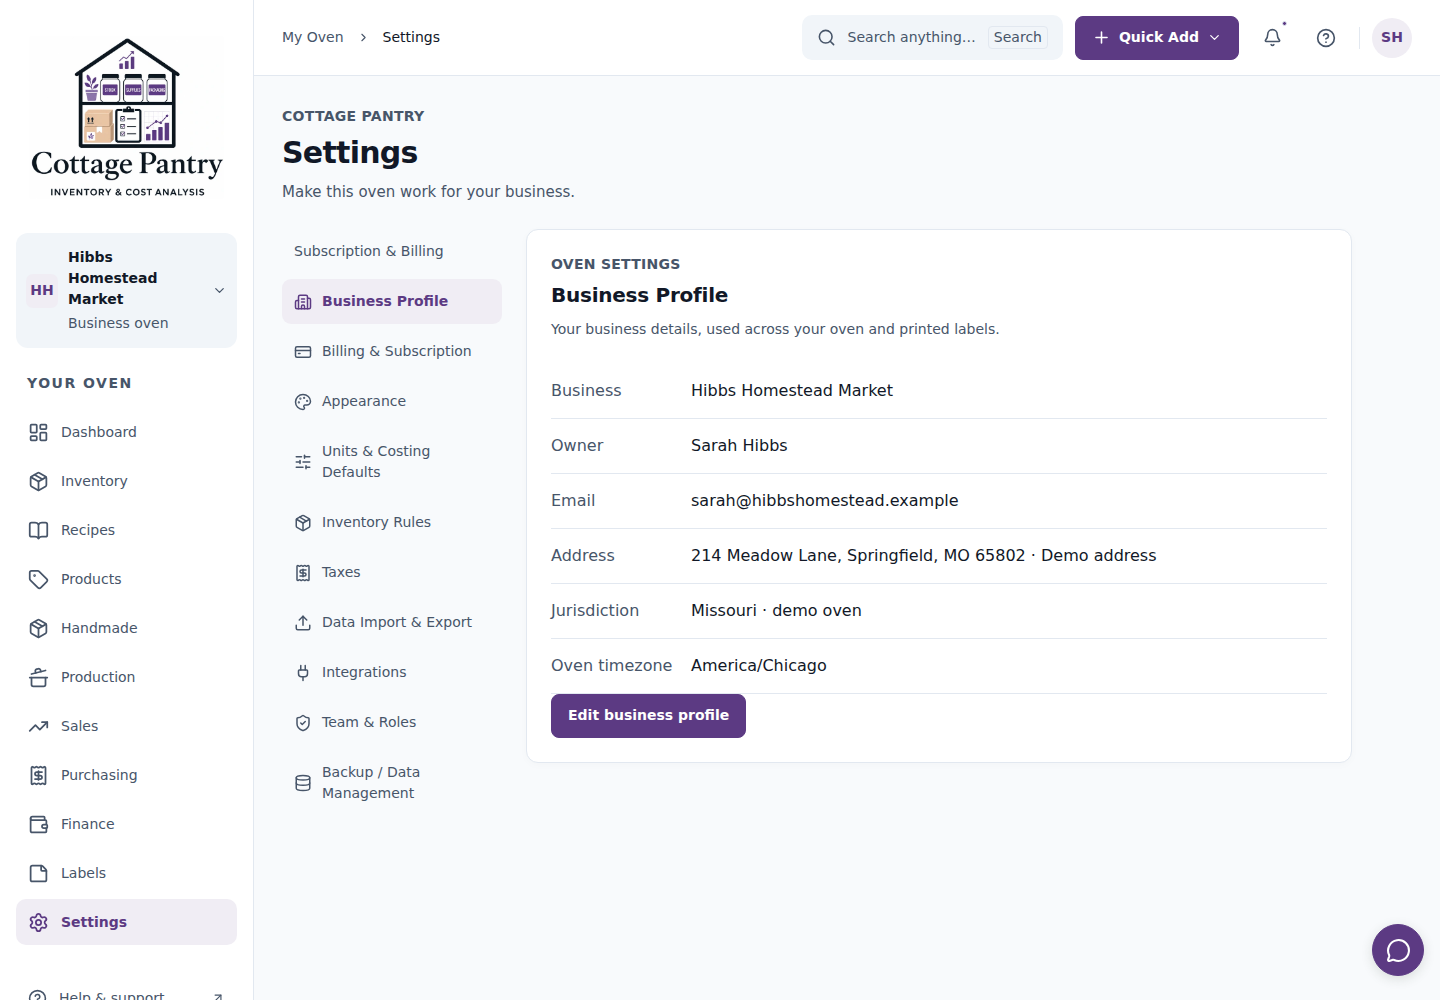 Cottage Pantry
INVENTORY & COST ANALYSIS
HH
Hibbs
Homestead
Market
Business oven
YOUR OVEN
Dashboard
Inventory
Recipes
Products
Handmade
Production
Sales
Purchasing
Finance
Labels
Settings
Help & support
My Oven > Settings
Search anything... Search
Quick Add
SH
COTTAGE PANTRY
Settings
Make this oven work for your business.
Subscription & Billing
Business Profile
Billing & Subscription
Appearance
Units & Costing
Defaults
Inventory Rules
Taxes
Data Import & Export
Integrations
Team & Roles
Backup / Data
Management
OVEN SETTINGS
Business Profile
Your business details, used across your oven and printed labels.
Business Hibbs Homestead Market
Owner Sarah Hibbs
Email sarah@hibbshomestead.example
Address 214 Meadow Lane, Springfield, MO 65802 · Demo address
Jurisdiction Missouri · demo oven
Oven timezone America/Chicago
Edit business profile